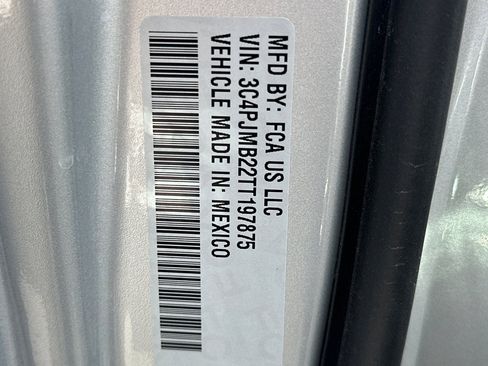 MFD BY: FCA US LLC
VIN: 3C4PJMB22TT197875
VEHICLE MADE IN: MEXICO